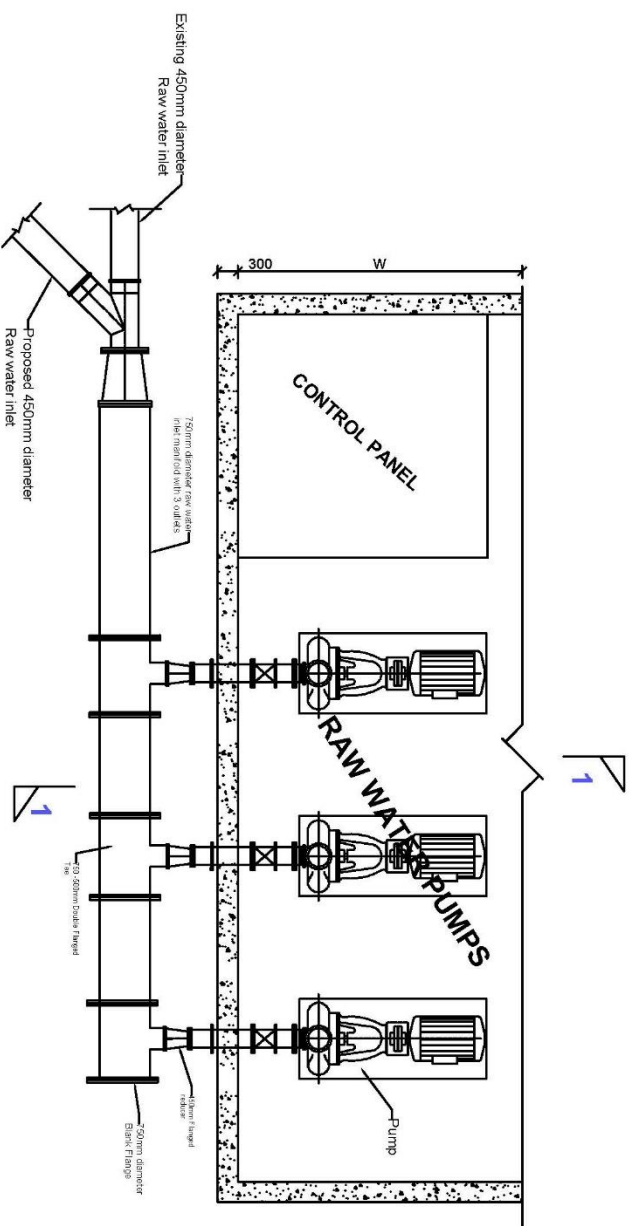 Existing 450mm diameter
Raw water inlet
Proposed 450mm diameter
Raw water inlet
300
W
CONTROL PANEL
750mm diameter raw water
inlet manifold with 3 outlets
RAW WATER PUMPS
1
1
Double Flanged
Tee
Flanged
reducer
Pump
750mm diameter
Blank Flange